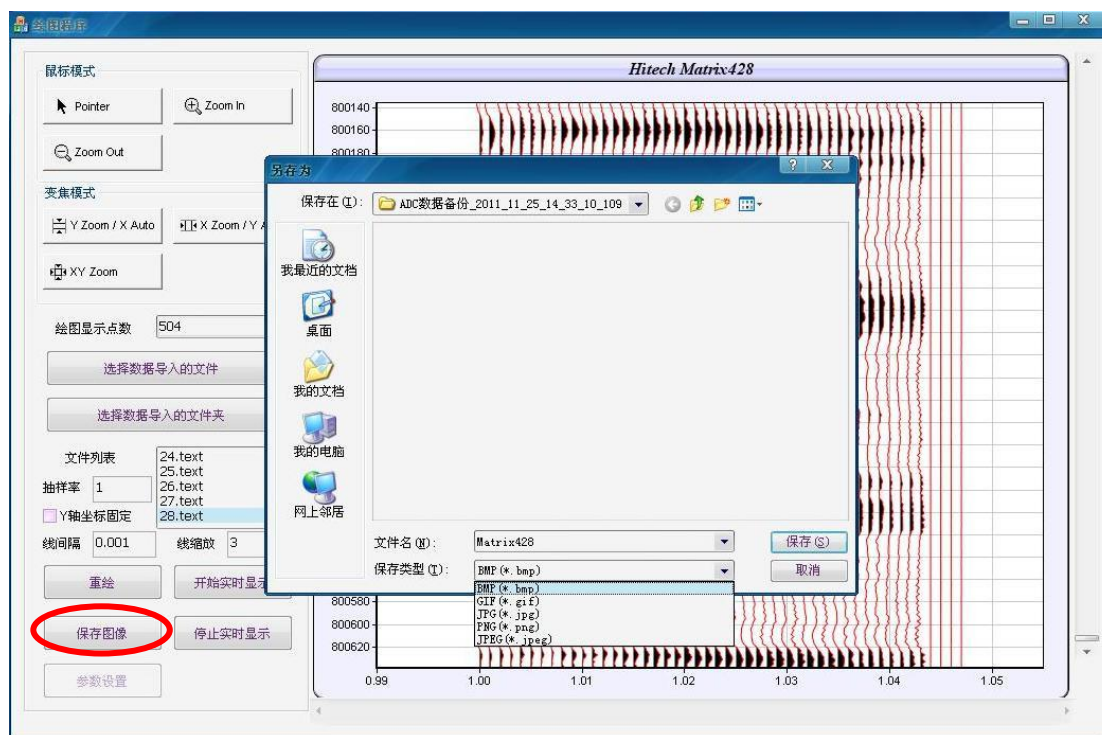 绘图程序
鼠标模式
Pointer
Zoom In
Zoom Out
变焦模式
Y Zoom / X Auto
X Zoom / Y A
XY Zoom
绘图显示点数 504
选择数据导入的文件
选择数据导入的文件夹
文件列表
24.text
25.text
26.text
27.text
28.text
抽样率 1
Y轴坐标固定
线间隔 0.001 线缩放 3
重绘 开始实时显示
保存图像 停止实时显示
参数设置
Hitech Matrix428
800140
800160
800180
800580
800600
800620
0.99 1.00 1.01 1.02 1.03 1.04 1.05
另存为
保存在(I): ADC数据备份_2011_11_25_14_33_10_109
我最近的文档
桌面
我的文档
我的电脑
网上邻居
文件名(N): Matrix428 保存(S)
保存类型(T): BMP(*.bmp) 取消
BMP(*.bmp)
GIF(*.gif)
JPG(*.jpg)
PNG(*.png)
JPEG(*.jpeg)